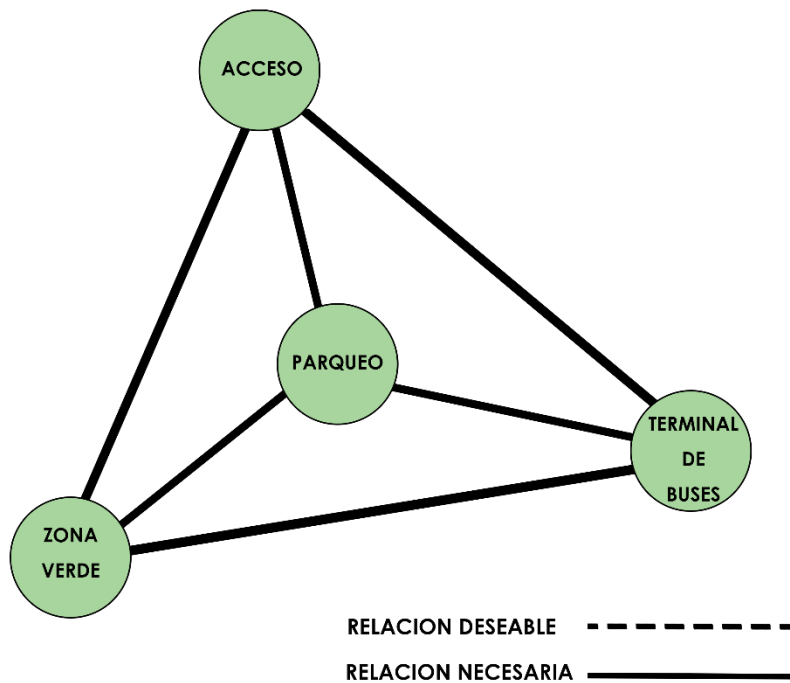 ACCESO
PARQUEO
TERMINAL
DE
BUSES
ZONA
VERDE
RELACION DESEABLE
RELACION NECESARIA